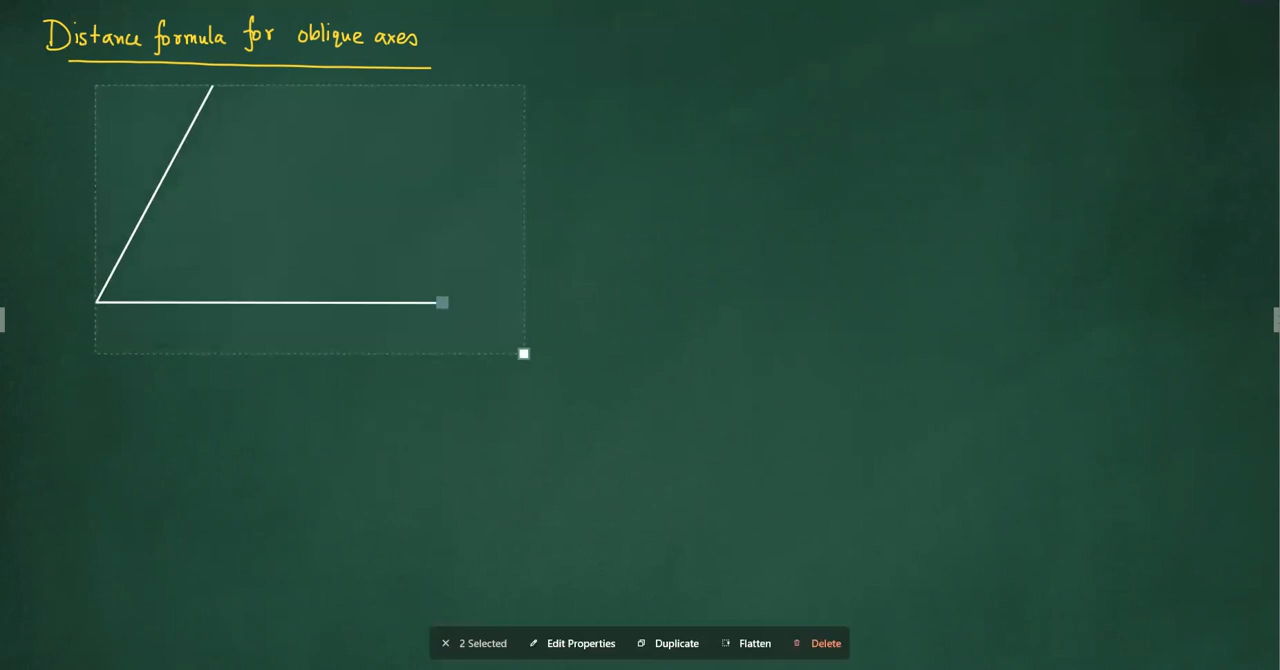 Distance formula for oblique axes
2 Selected Edit Properties Duplicate Flatten Delete